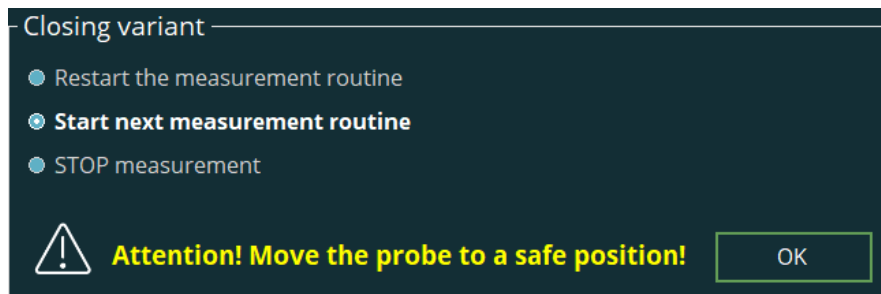 Closing variant
Restart the measurement routine
Start next measurement routine
STOP measurement
Attention! Move the probe to a safe position!
OK